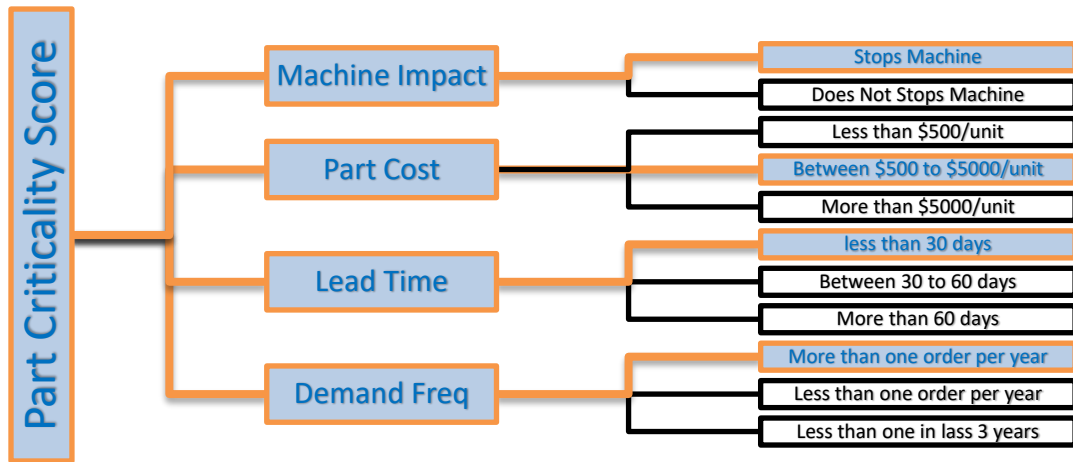 Part Criticality Score
Machine Impact
Stops Machine
Does Not Stops Machine
Part Cost
Less than $500/unit
Between $500 to $5000/unit
More than $5000/unit
Lead Time
less than 30 days
Between 30 to 60 days
More than 60 days
Demand Freq
More than one order per year
Less than one order per year
Less than one in lass 3 years